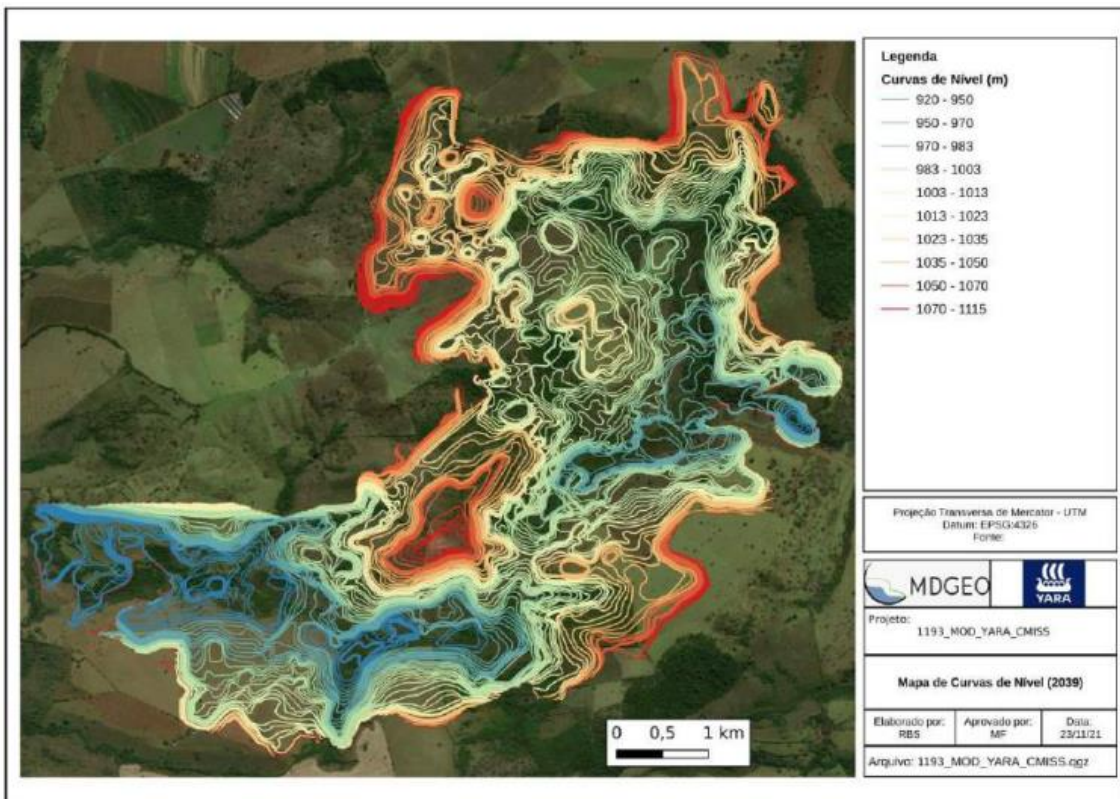 Legenda
Curvas de Nível (m)
920 - 950
950 - 970
970 - 983
983 - 1003
1003 - 1013
1013 - 1023
1023 - 1035
1035 - 1050
1050 - 1070
1070 - 1115
Projeção Transversa de Mercator - UTM
Datum: EPSG:4326
Fonte:
MDGEO
YARA
Projeto:
1193_MOD_YARA_CMISS
Mapa de Curvas de Nível (2039)
Elaborado por: Aprovado por: Data:
RBS MF 23/11/21
Arquivo: 1193_MOD_YARA_CMISS.qgz
0 0,5 1 km